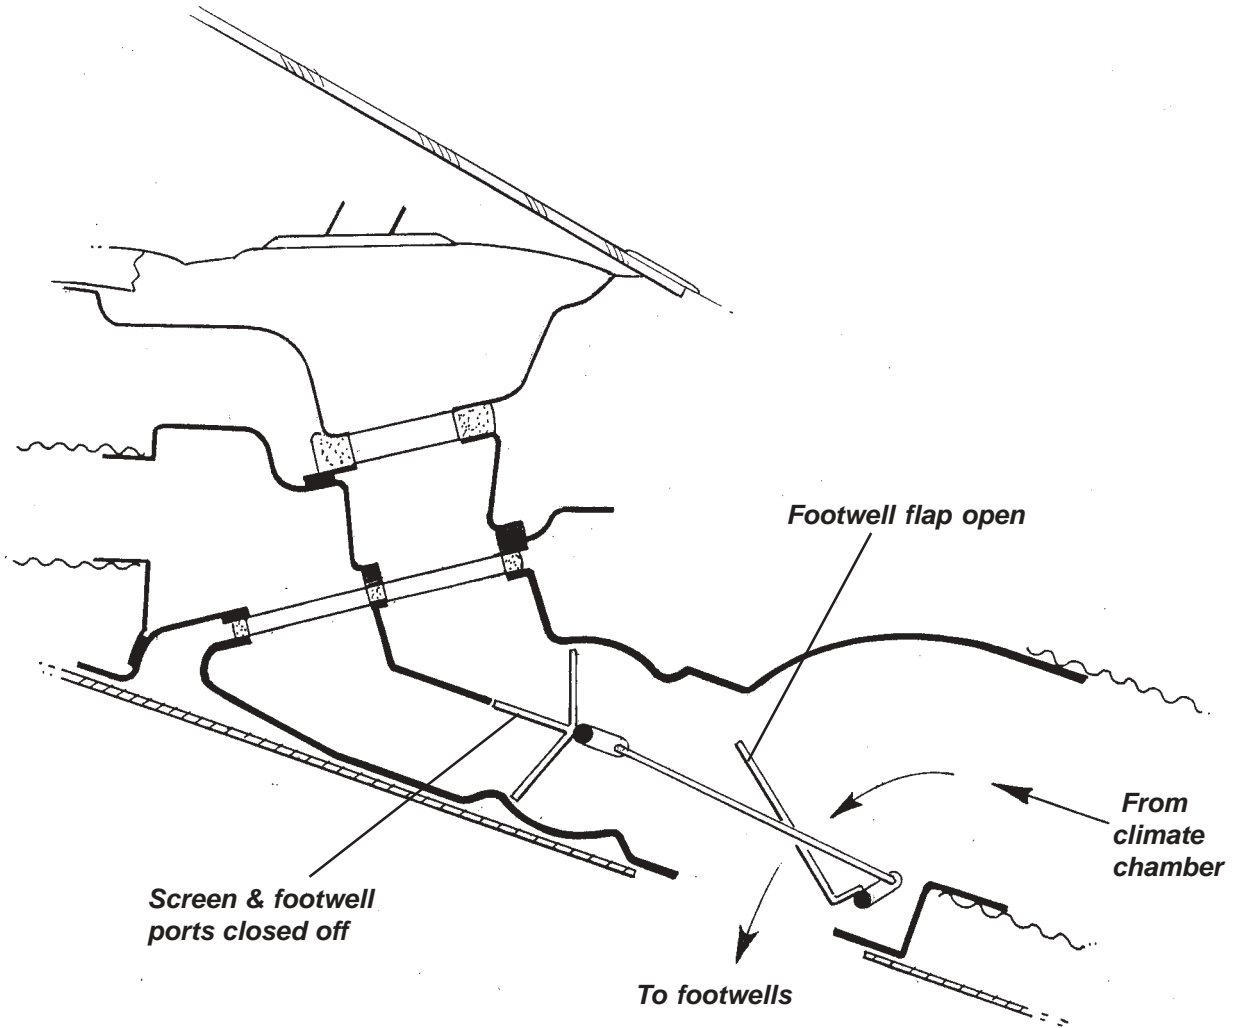 Footwell flap open
From
climate
chamber
Screen & footwell
ports closed off
To footwells